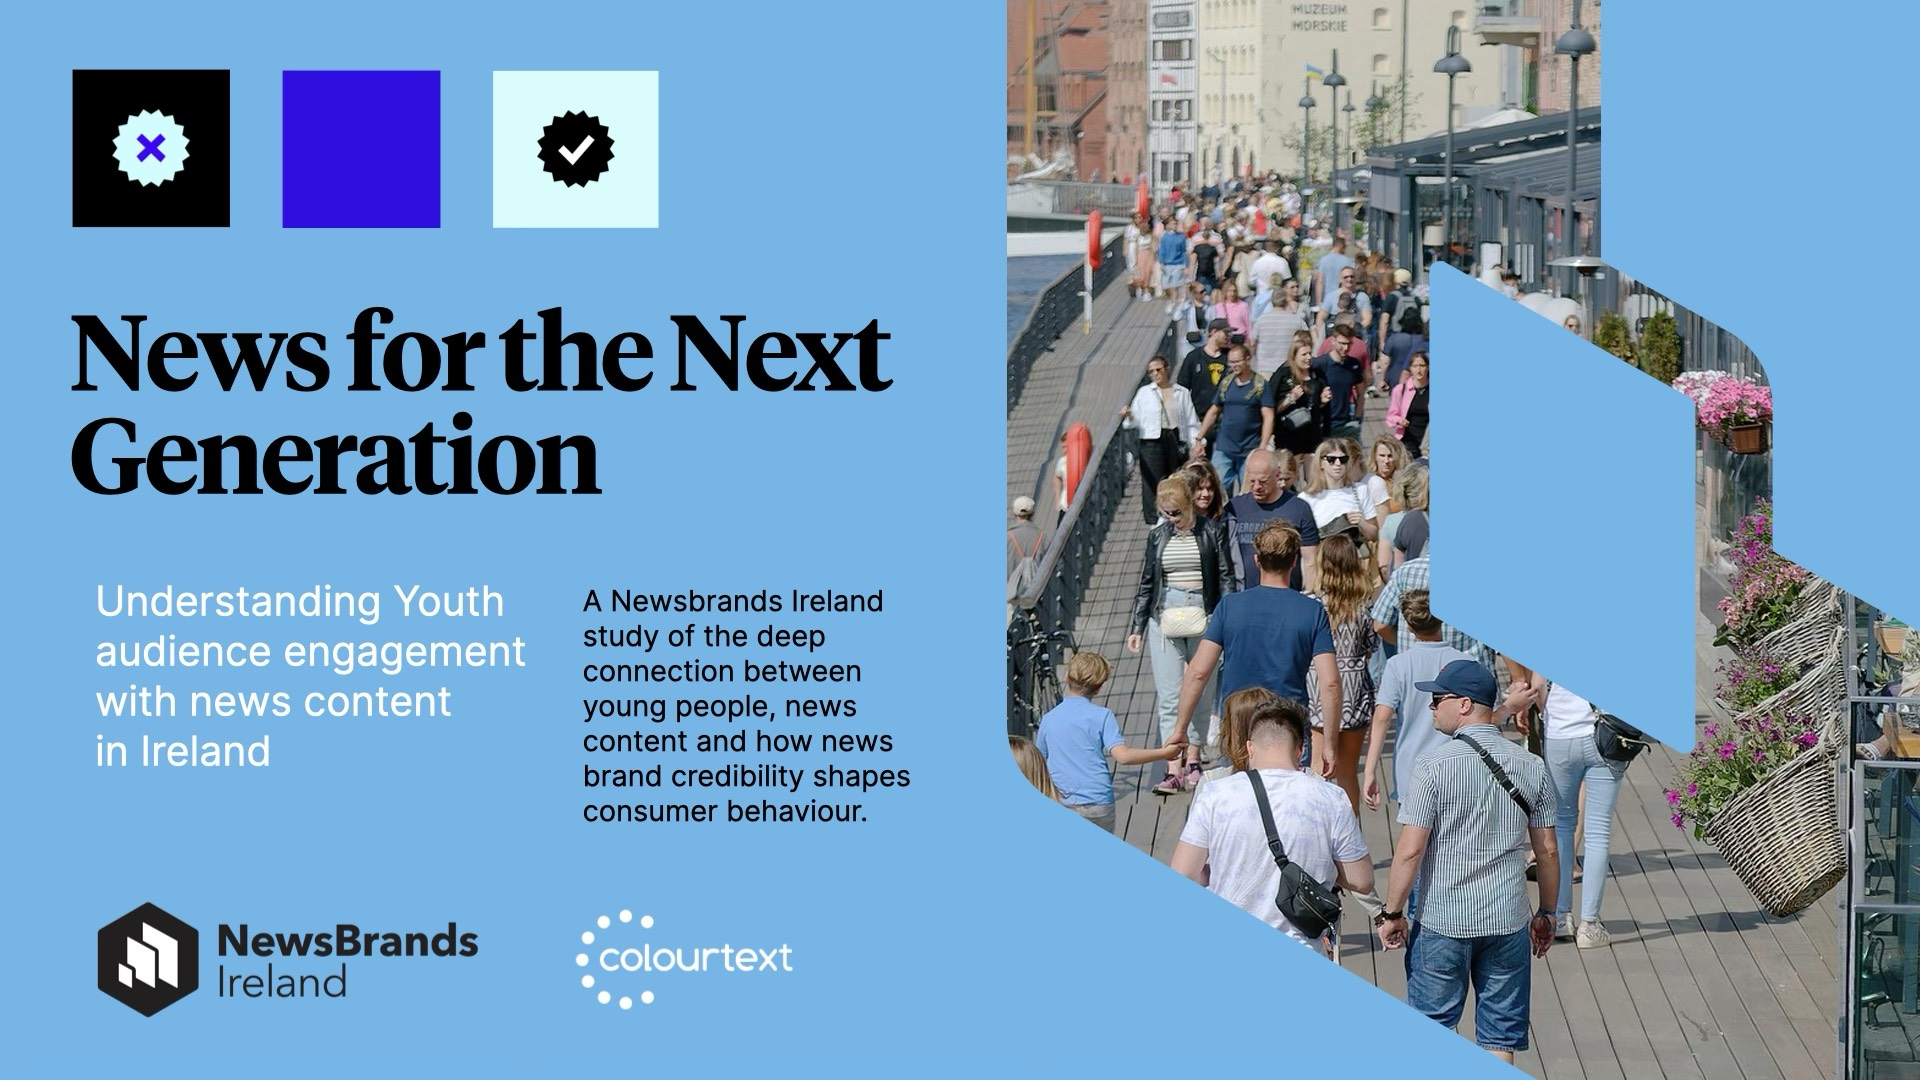 News for the Next
Generation
Understanding Youth
audience engagement
with news content
in Ireland
A Newsbrands Ireland
study of the deep
connection between
young people, news
content and how news
brand credibility shapes
consumer behaviour.
NewsBrands
Ireland
colourtext
MUZEUM
MORSKIE